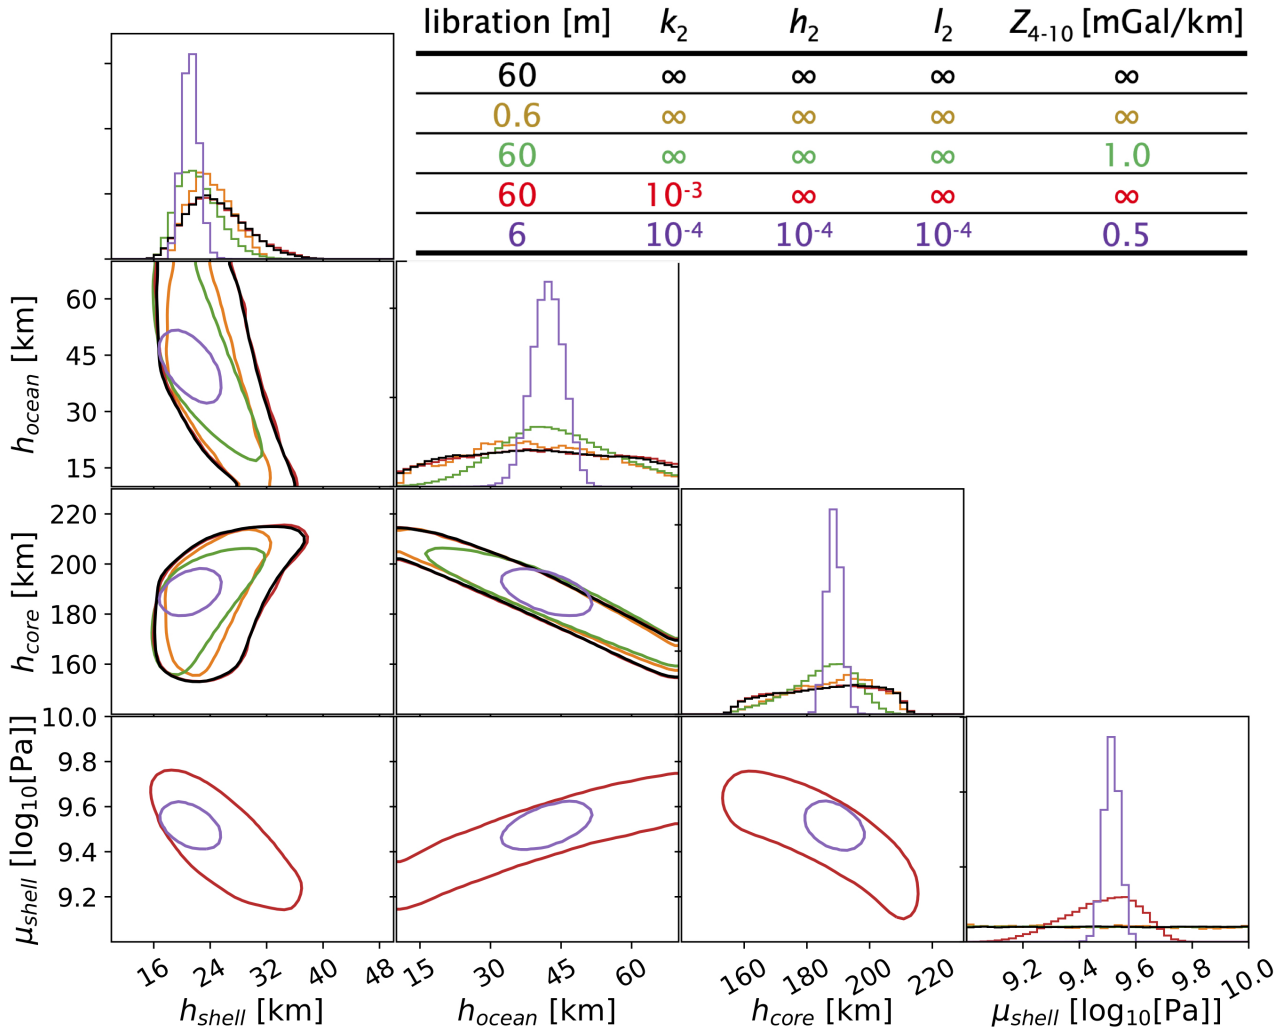 libration [m] k2 h2 l2 Z4-10 [mGal/km]
60 ∞ ∞ ∞ ∞
0.6 ∞ ∞ ∞ ∞
60 ∞ ∞ ∞ 1.0
60 10-3 ∞ ∞ ∞
6 10-4 10-4 10-4 0.5
hocean [km]
60
45
30
15
hcore [km]
220
200
180
160
μshell [log10[Pa]]
10.0
9.8
9.6
9.4
9.2
16 24 32 40 48
15 30 45 60
160 180 200 220
9.2 9.4 9.6 9.8 10.0
hshell [km]
hocean [km]
hcore [km]
μshell [log10[Pa]]